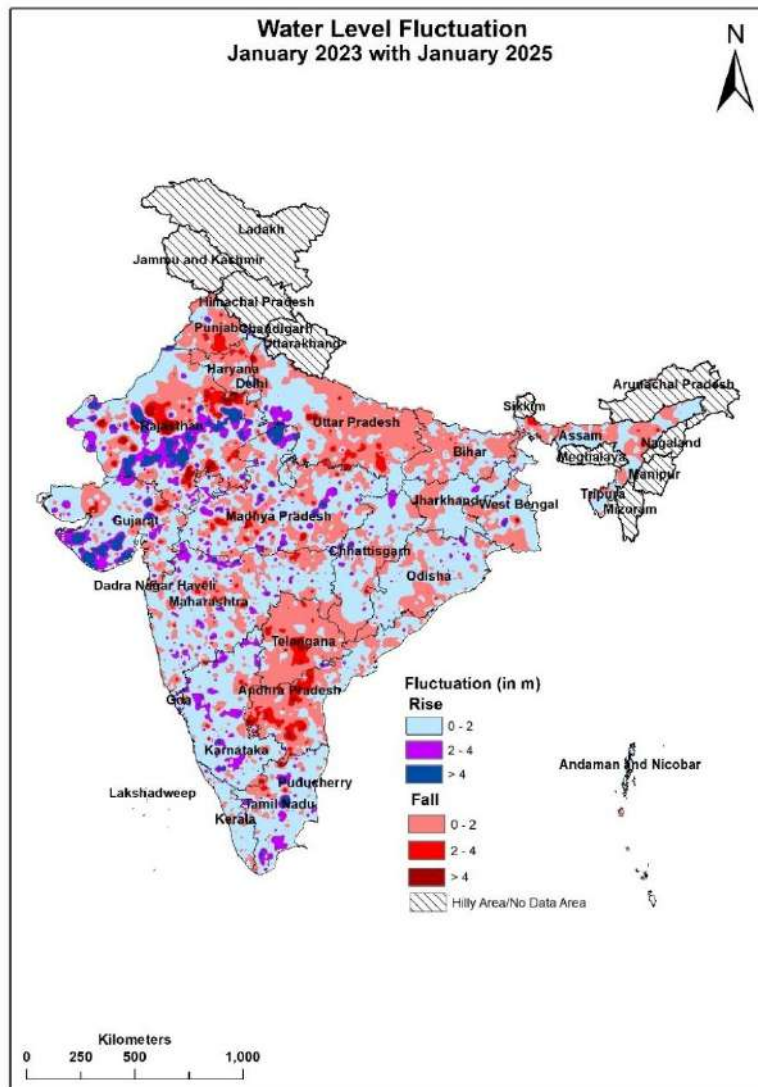 Water Level Fluctuation
January 2023 with January 2025
N
Ladakh
Jammu and Kashmir
Himachal Pradesh
Punjab
Chandigarh
Uttarakhand
Haryana
Delhi
Arunachal Pradesh
Sikkim
Rajasthan
Uttar Pradesh
Assam
Nagaland
Bihar
Meghalaya
Manipur
Jharkhand
West Bengal
Tripura
Mizoram
Gujarat
Madhya Pradesh
Chhattisgarh
Odisha
Dadra Nagar Haveli
Maharashtra
Telangana
Andhra Pradesh
Goa
Karnataka
Puducherry
Lakshadweep
Tamil Nadu
Kerala
Andaman and Nicobar
Fluctuation (in m)
Rise
0 - 2
2 - 4
> 4
Fall
0 - 2
2 - 4
> 4
Hilly Area/No Data Area
Kilometers
0 250 500 1,000